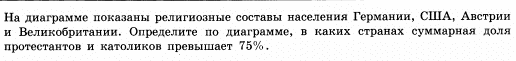 На диаграмме показаны религиозные составы населения Германии, США, Австрии
и Великобритании. Определите по диаграмме, в каких странах суммарная доля
протестантов и католиков превышает 75%.